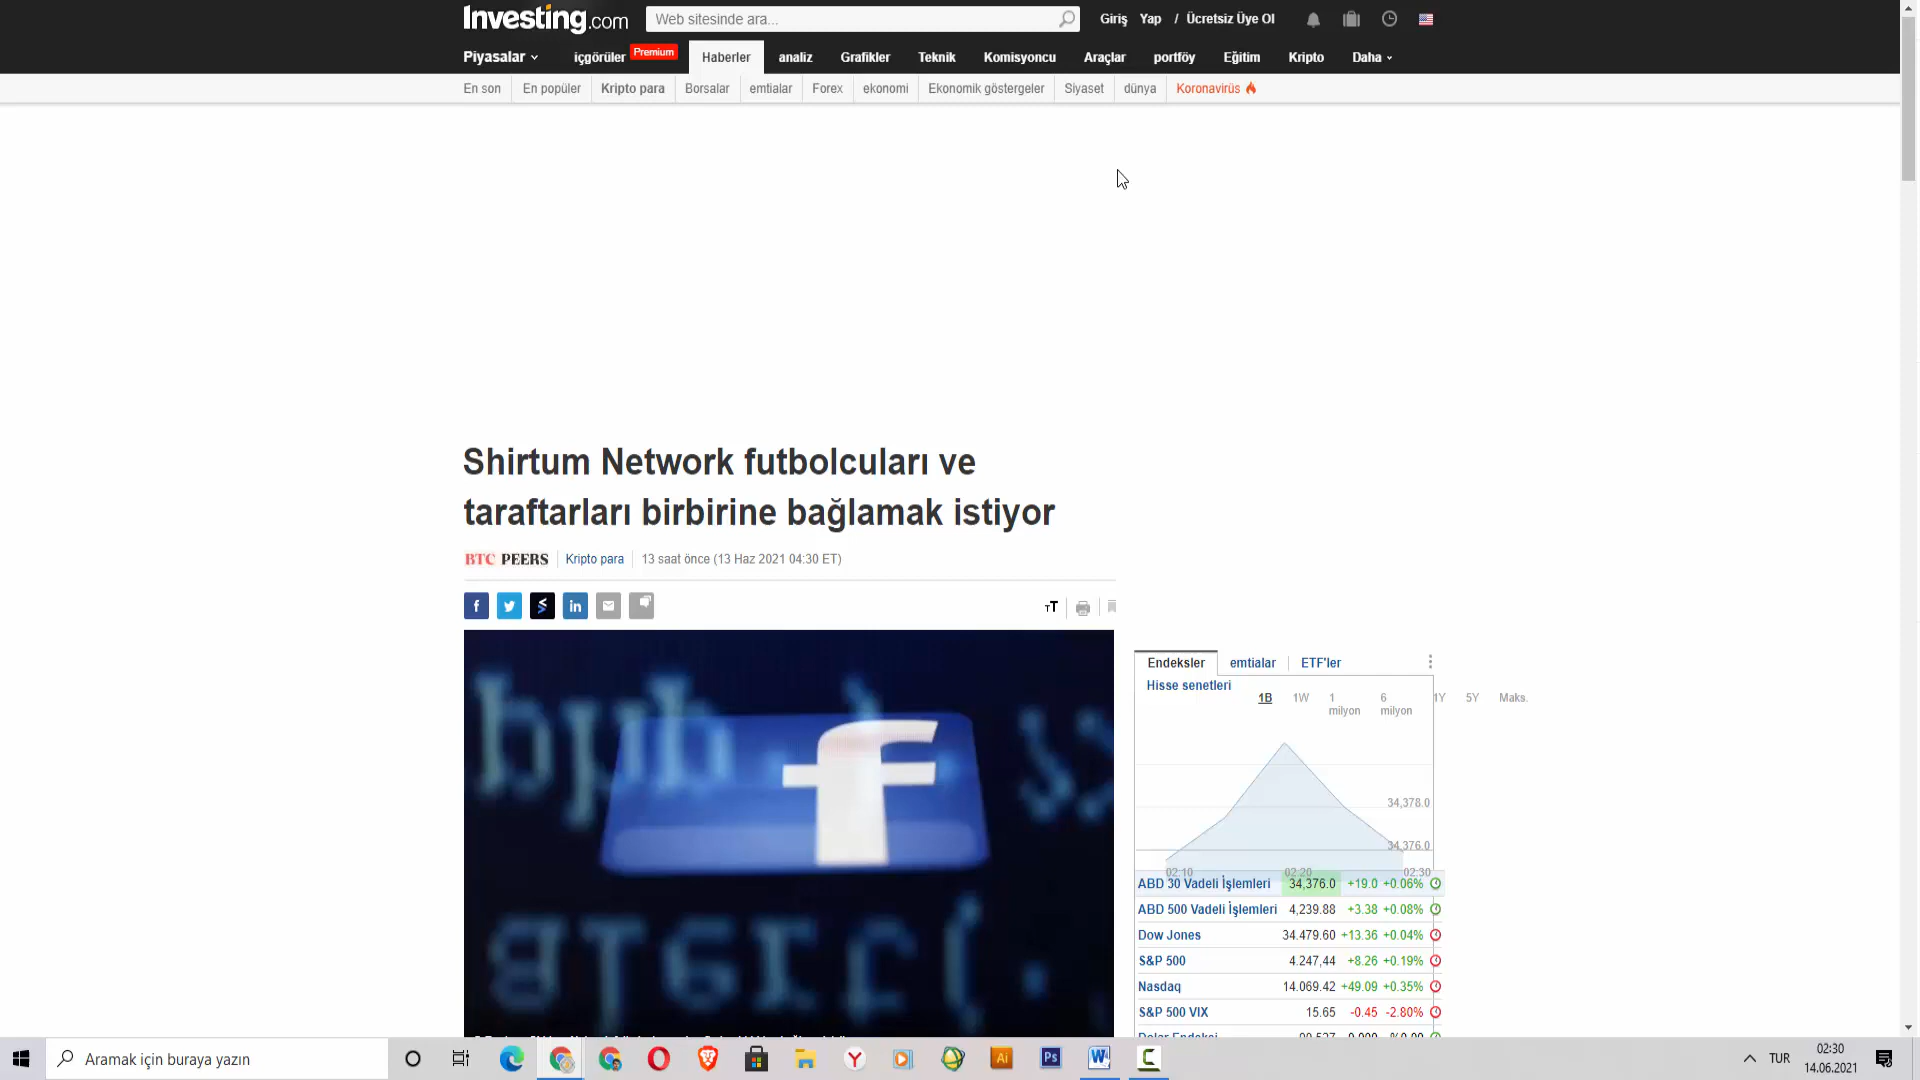 Investing.com
Web sitesinde ara...
Giriş Yap / Ücretsiz Üye Ol
Piyasalar
içgörüler Premium
Haberler
analiz
Grafikler
Teknik
Komisyoncu
Araçlar
portföy
Eğitim
Kripto
Daha
En son
En popüler
Kripto para
Borsalar
emtialar
Forex
ekonomi
Ekonomik göstergeler
Siyaset
dünya
Koronavirüs
Shirtum Network futbolcuları ve
taraftarları birbirine bağlamak istiyor
BTC PEERS
Kripto para
13 saat önce (13 Haz 2021 04:30 ET)
Endeksler
emtialar
ETF'ler
Hisse senetleri
1B
1W
1 milyon
6 milyon
1Y
5Y
Maks.
34,378.0
34,376.0
02:10
02:20
02:30
ABD 30 Vadeli İşlemleri 34,376.0 +19.0 +0.06%
ABD 500 Vadeli İşlemleri 4,239.88 +3.38 +0.08%
Dow Jones 34.479.60 +13.36 +0.04%
S&P 500 4.247,44 +8.26 +0.19%
Nasdaq 14.069.42 +49.09 +0.35%
S&P 500 VIX 15.65 -0.45 -2.80%
Aramak için buraya yazın
TUR
02:30
14.06.2021